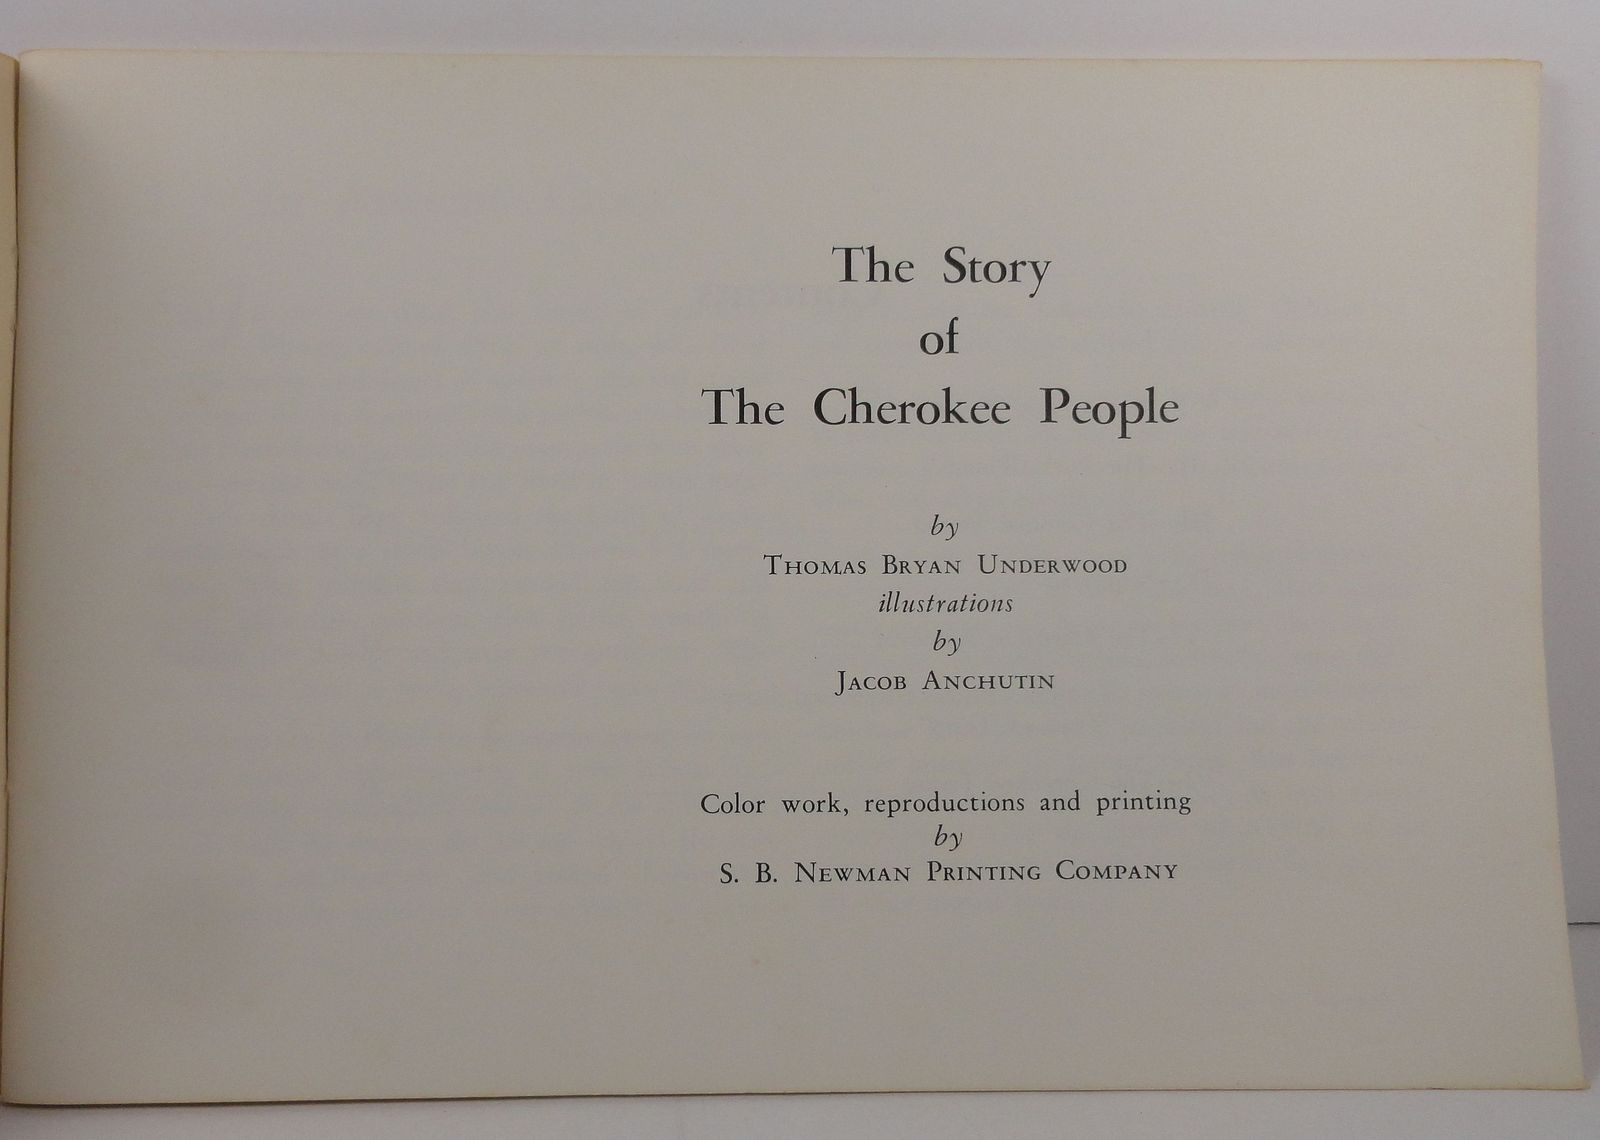 The Story
of
The Cherokee People
by
THOMAS BRYAN UNDERWOOD
illustrations
by
JACOB ANCHUTIN
Color work, reproductions and printing
by
S. B. NEWMAN PRINTING COMPANY